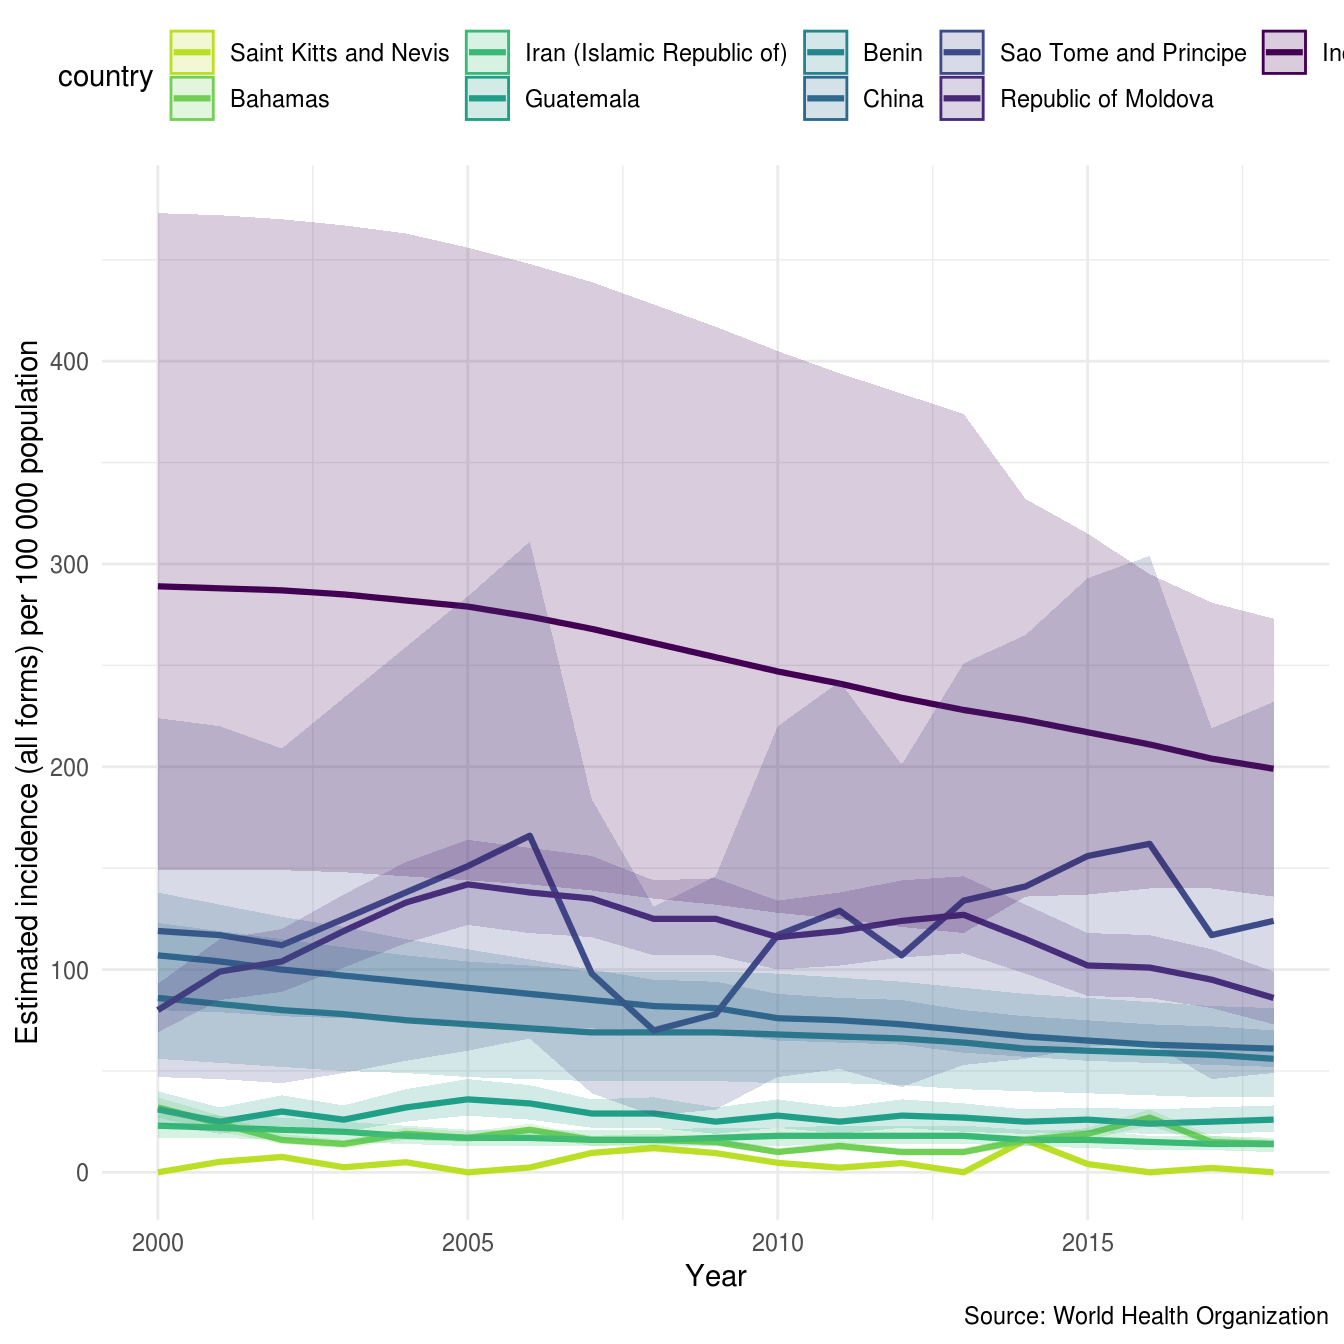 country
Saint Kitts and Nevis
Iran (Islamic Republic of)
Benin
Sao Tome and Principe
Bahamas
Guatemala
China
Republic of Moldova
Estimated incidence (all forms) per 100 000 population
400
300
200
100
0
2000
2005
2010
2015
Year
Source: World Health Organization